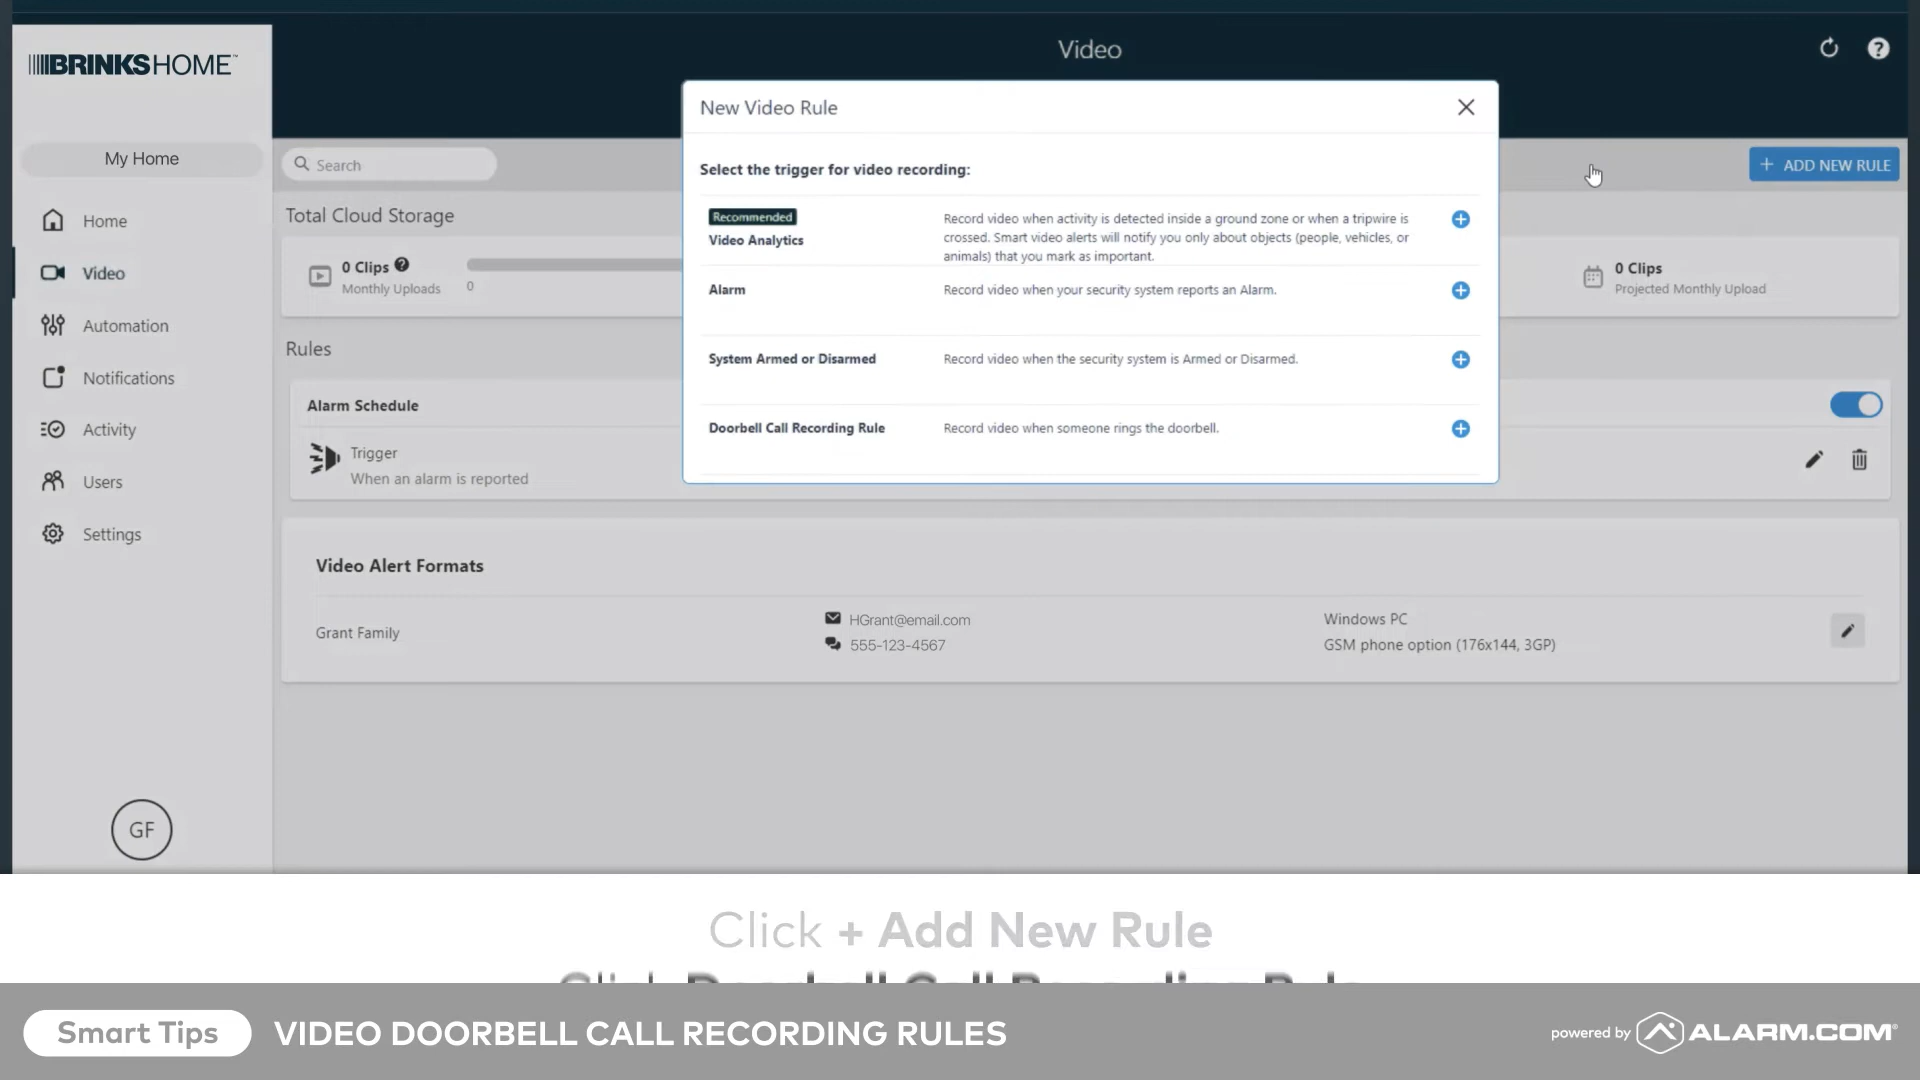 BRINKS HOME™
Video
My Home
Home
Video
Automation
Notifications
Activity
Users
Settings
GF
Search
+ ADD NEW RULE
Total Cloud Storage
0 Clips
Monthly Uploads
0
0 Clips
Projected Monthly Upload
Rules
Alarm Schedule
Trigger
When an alarm is reported
New Video Rule
Select the trigger for video recording:
Recommended
Video Analytics
Record video when activity is detected inside a ground zone or when a tripwire is
crossed. Smart video alerts will notify you only about objects (people, vehicles, or
animals) that you mark as important.
Alarm
Record video when your security system reports an Alarm.
System Armed or Disarmed
Record video when the security system is Armed or Disarmed.
Doorbell Call Recording Rule
Record video when someone rings the doorbell.
Video Alert Formats
Grant Family
HGrant@email.com
555-123-4567
Windows PC
GSM phone option (176x144, 3GP)
Click + Add New Rule
Click Doorbell Call Recording Rule
Smart Tips
VIDEO DOORBELL CALL RECORDING RULES
powered by ALARM.COM®